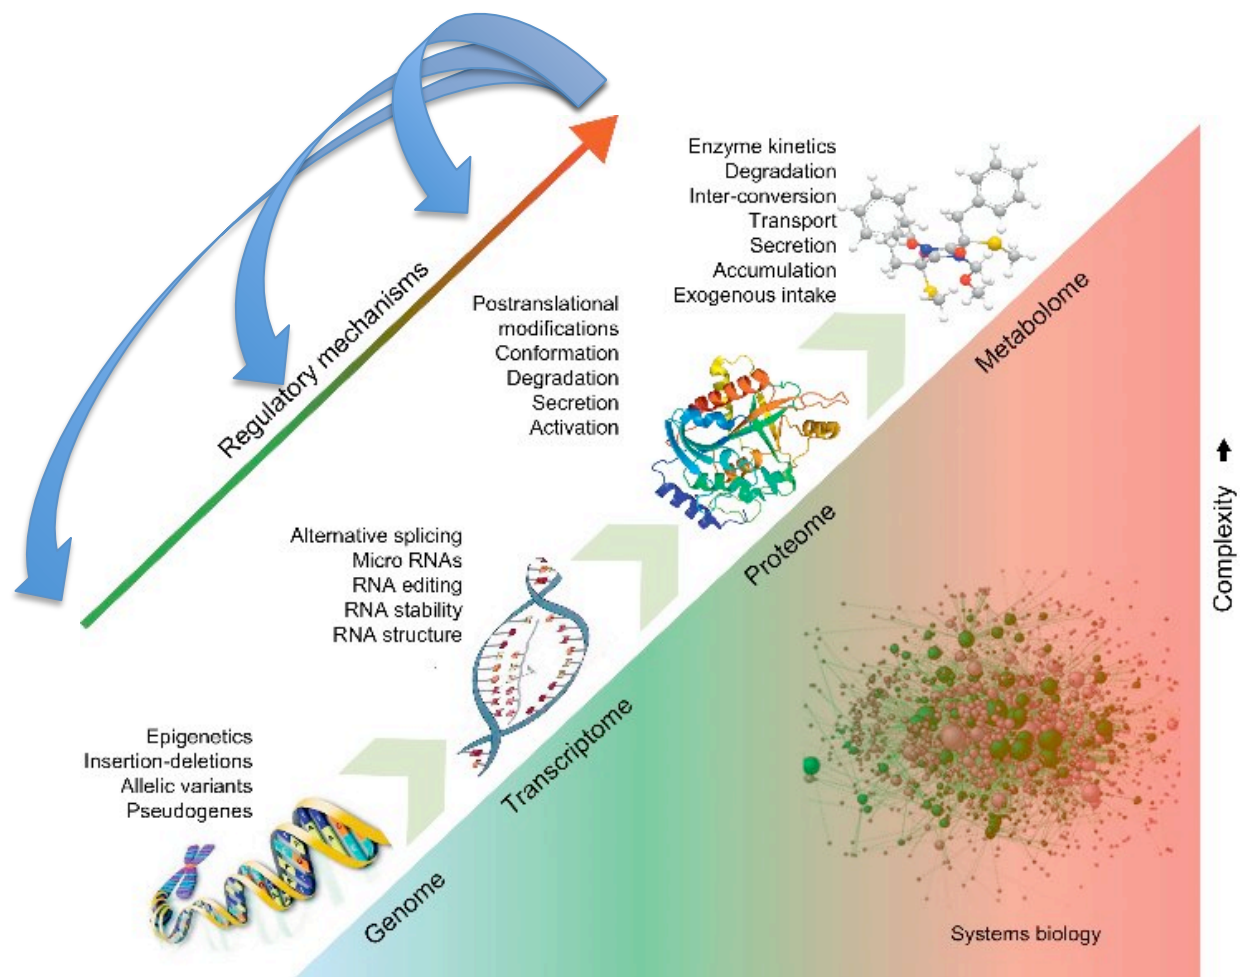 Enzyme kinetics
Degradation
Inter-conversion
Transport
Secretion
Accumulation
Exogenous intake
Regulatory mechanisms
Metabolome
Postranslational
modifications
Conformation
Degradation
Secretion
Activation
Complexity
Proteome
Alternative splicing
Micro RNAs
RNA editing
RNA stability
RNA structure
Transcriptome
Epigenetics
Insertion-deletions
Allelic variants
Pseudogenes
Genome
Systems biology